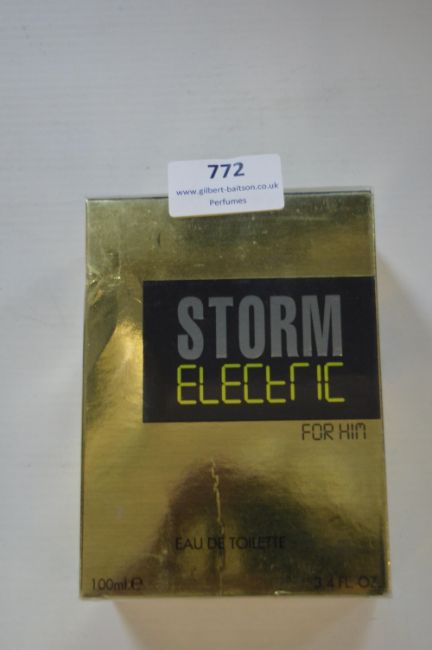 772
www.gilbert-baitson.co.uk
Perfumes
STORM
ELECTRIC
FOR HIM
EAU DE TOILETTE
100ml ℮ 3.4 FL. OZ.